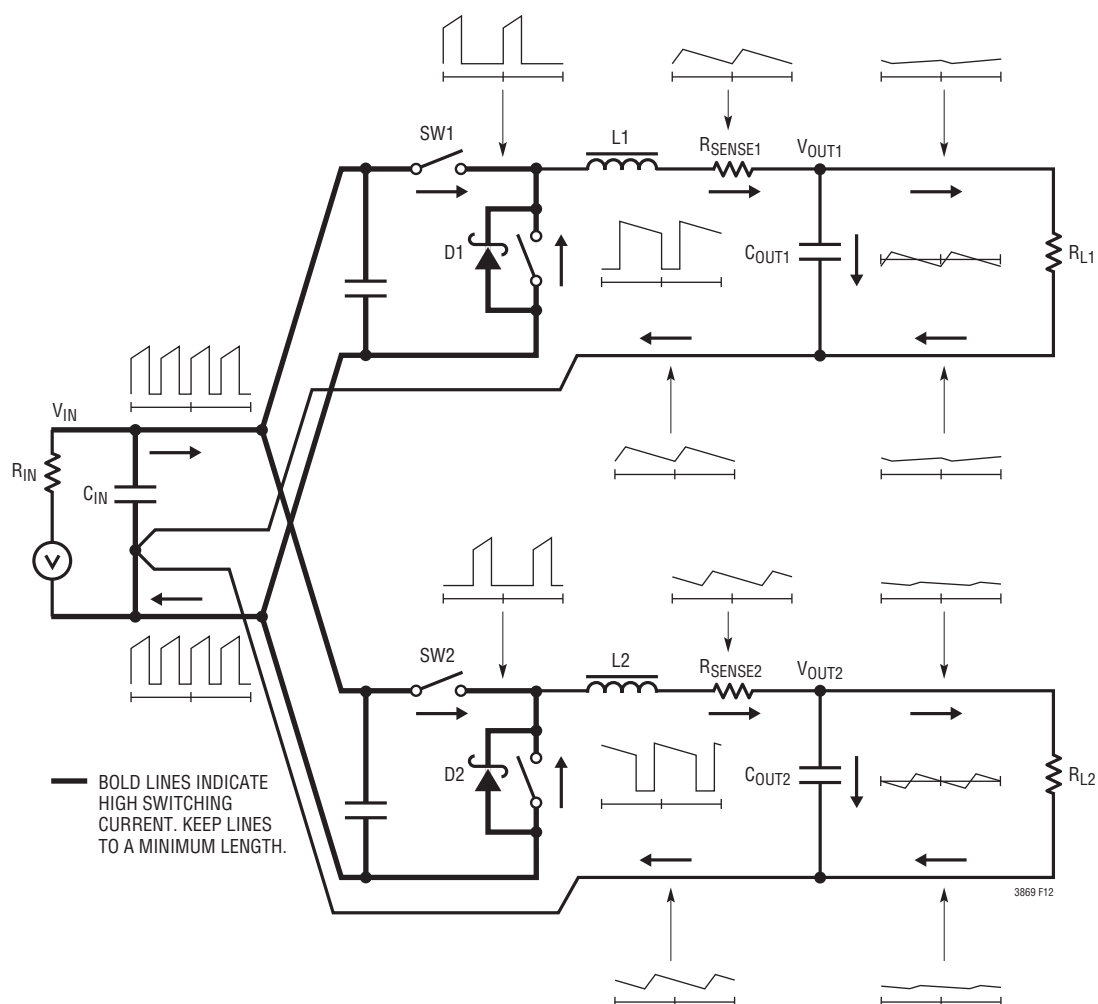 SW1
L1
RSENSE1
VOUT1
D1
COUT1
RL1
VIN
RIN
CIN
V
SW2
L2
RSENSE2
VOUT2
D2
COUT2
RL2
BOLD LINES INDICATE
HIGH SWITCHING
CURRENT. KEEP LINES
TO A MINIMUM LENGTH.
3869 F12